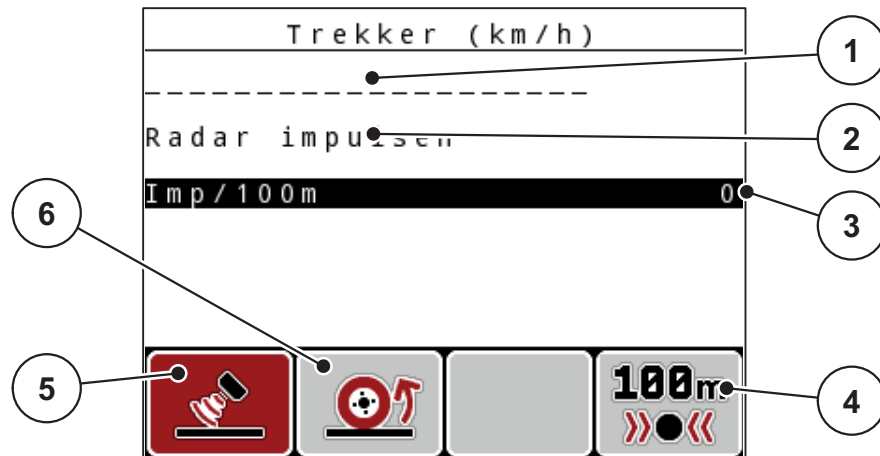 Trekker (km/h)
1
--------------------
2
Radar impulsen
Imp/100m 0
3
6
5
100m
4